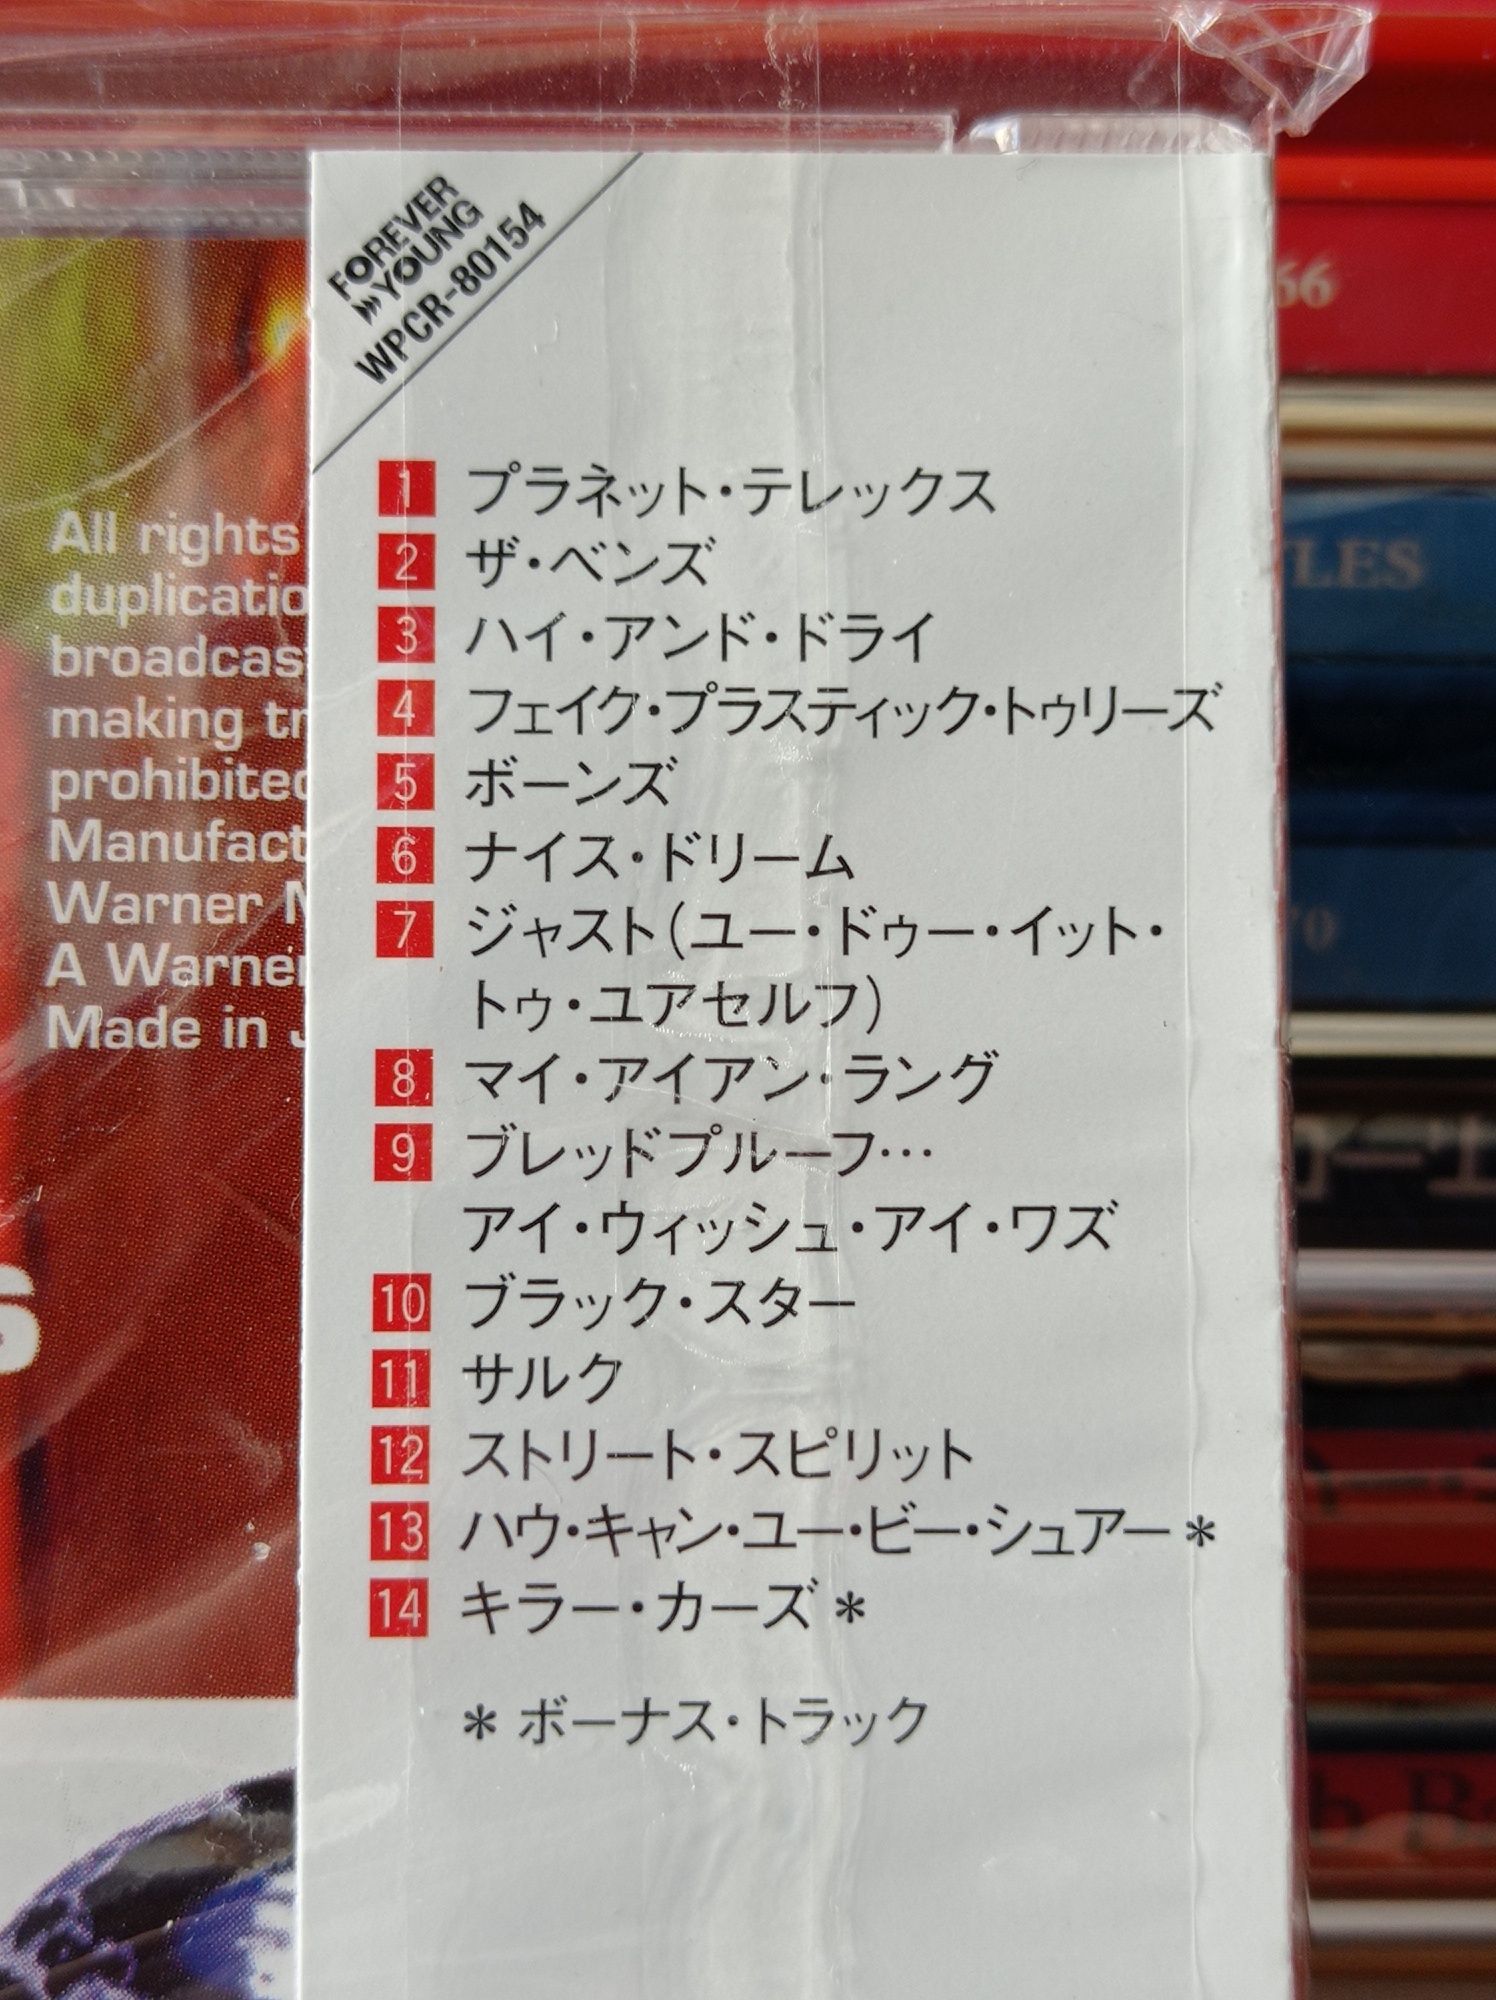 FOREVER
»»YOUNG
WPCR-80154
1 プラネット・テレックス
2 ザ・ベンズ
3 ハイ・アンド・ドライ
4 フェイク・プラスティック・トゥリーズ
5 ボーンズ
6 ナイス・ドリーム
7 ジャスト(ユー・ドゥー・イット・
トゥ・ユアセルフ)
8 マイ・アイアン・ラング
9 ブレッドプルーフ…
アイ・ウィッシュ・アイ・ワズ
10 ブラック・スター
11 サルク
12 ストリート・スピリット
13 ハウ・キャン・ユー・ビー・シュアー*
14 キラー・カーズ*
*ボーナス・トラック
All rights
duplicatio
broadcas
making tr
prohibited
Manufact
Warner M
A Warner
Made in J
66
LES
70